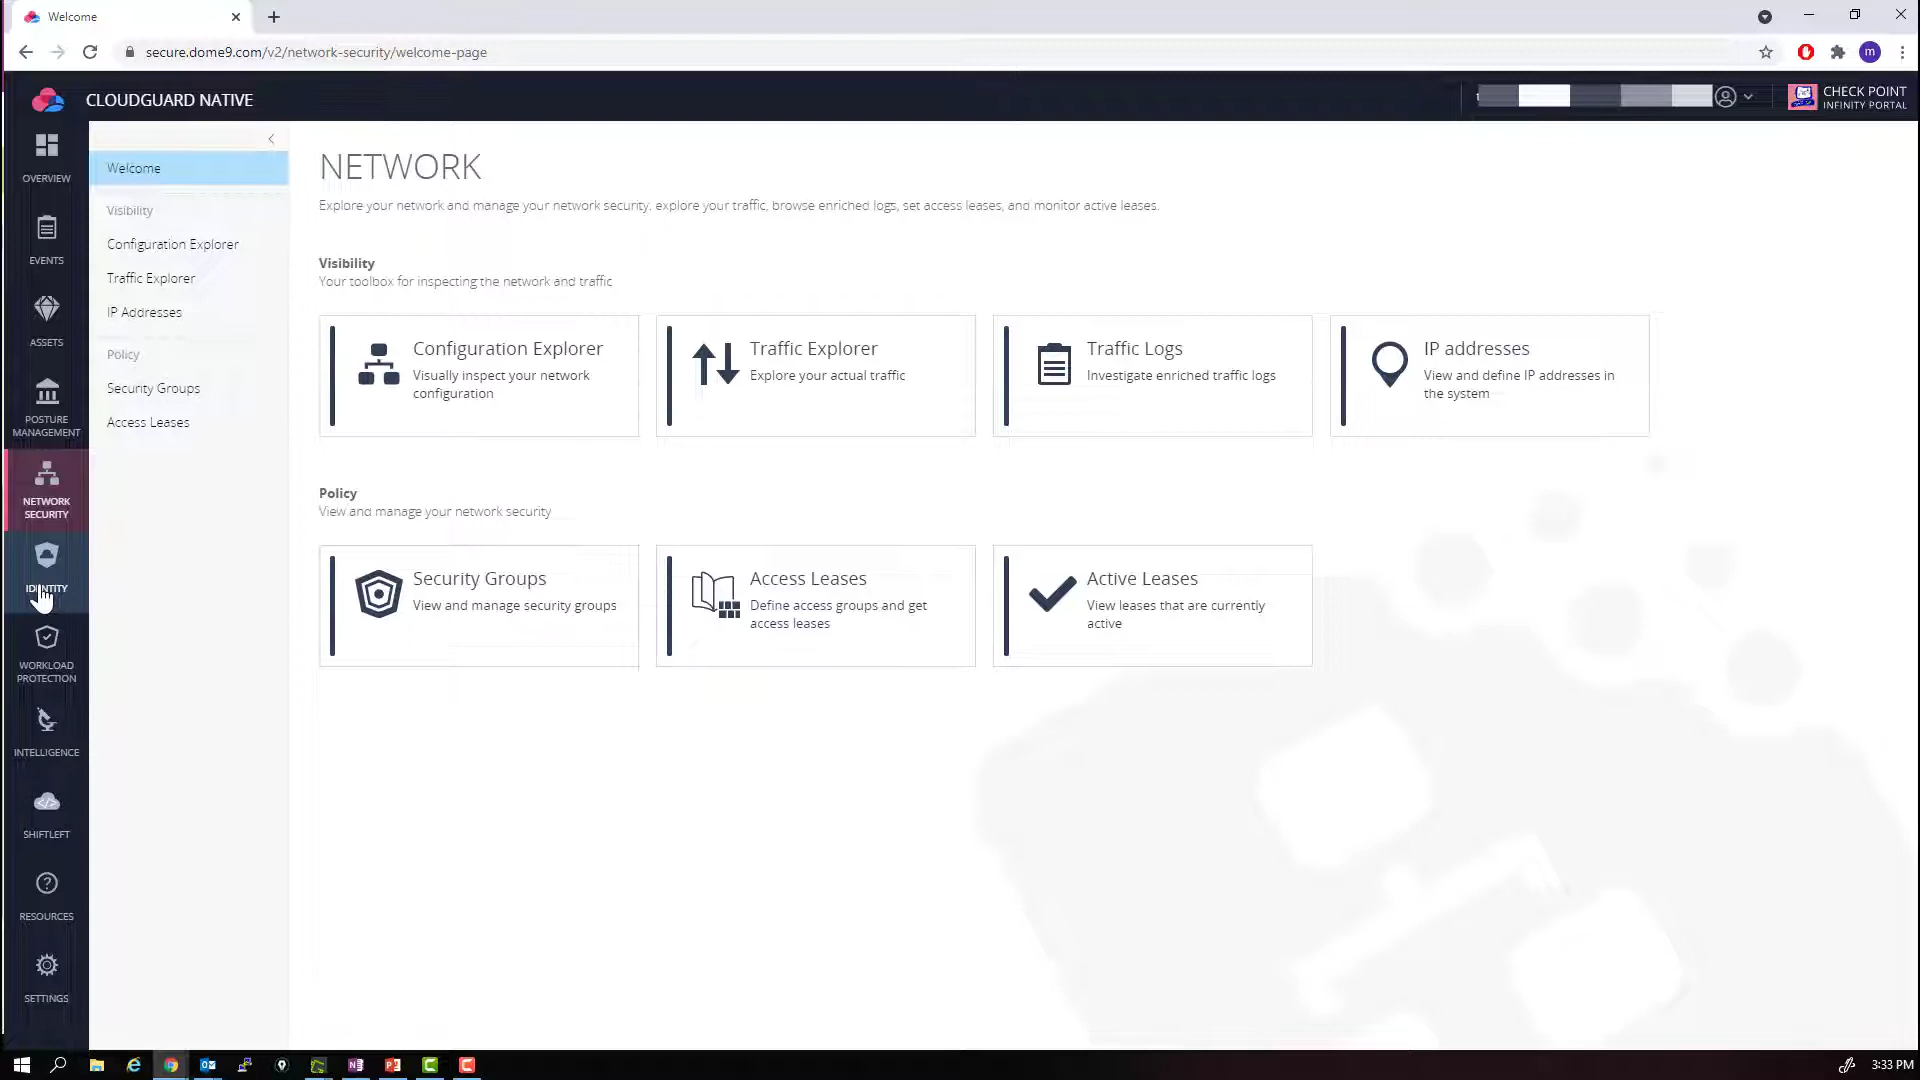 Welcome
secure.dome9.com/v2/network-security/welcome-page
m
CLOUDGUARD NATIVE
CHECK POINT
INFINITY PORTAL
OVERVIEW
EVENTS
ASSETS
POSTURE
MANAGEMENT
NETWORK
SECURITY
IDENTITY
WORKLOAD
PROTECTION
INTELLIGENCE
SHIFTLEFT
RESOURCES
SETTINGS
Welcome
Visibility
Configuration Explorer
Traffic Explorer
IP Addresses
Policy
Security Groups
Access Leases
NETWORK
Explore your network and manage your network security. explore your traffic, browse enriched logs, set access leases, and monitor active leases.
Visibility
Your toolbox for inspecting the network and traffic
Configuration Explorer
Visually inspect your network
configuration
Traffic Explorer
Explore your actual traffic
Traffic Logs
Investigate enriched traffic logs
IP addresses
View and define IP addresses in
the system
Policy
View and manage your network security
Security Groups
View and manage security groups
Access Leases
Define access groups and get
access leases
Active Leases
View leases that are currently
active
3:33 PM